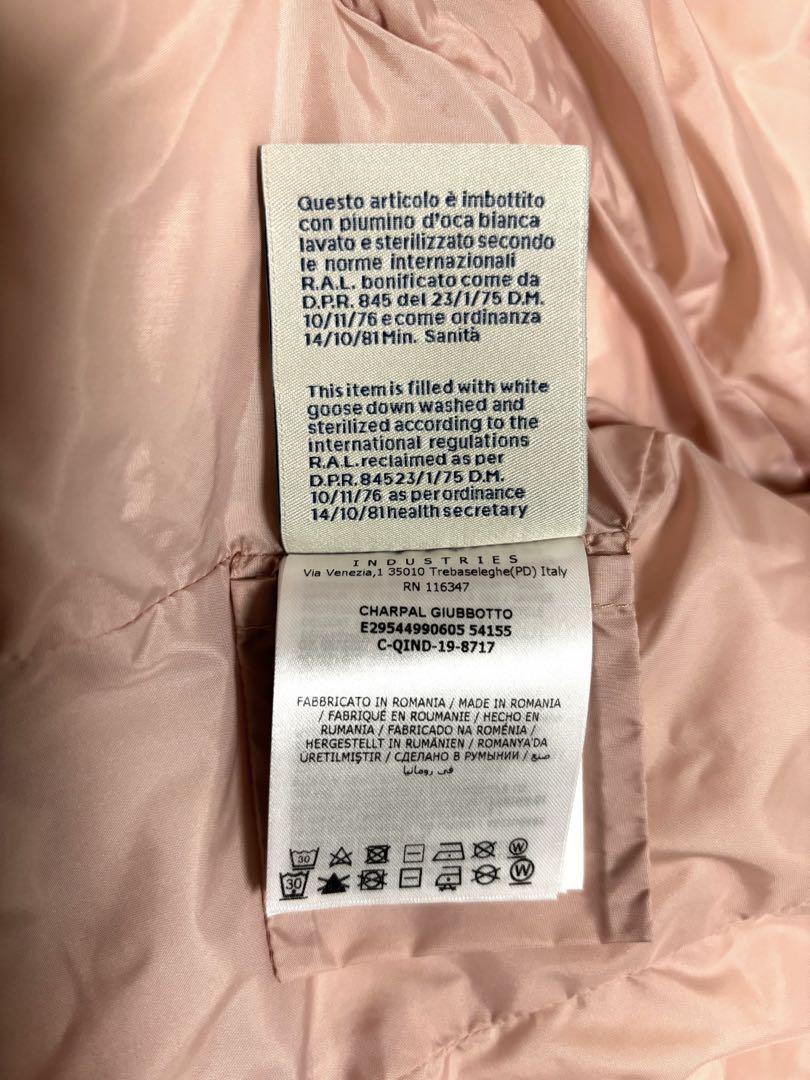 Questo articolo è imbottito
con piumino d'oca bianca
lavato e sterilizzato secondo
le norme internazionali
R.A.L. bonificato come da
D.P.R. 845 del 23/1/75 D.M.
10/11/76 e come ordinanza
14/10/81 Min. Sanità
This item is filled with white
goose down washed and
sterilized according to the
international regulations
R.A.L. reclaimed as per
D.P.R. 84523/1/75 D.M.
10/11/76 as per ordinance
14/10/81 health secretary
INDUSTRIES
Via Venezia,1 35010 Trebaseleghe(PD) Italy
RN 116347
CHARPAL GIUBBOTTO
E29544990605 54155
C-QIND-19-8717
FABBRICATO IN ROMANIA / MADE IN ROMANIA
/ FABRIQUÉ EN ROUMANIE / HECHO EN
RUMANIA / FABRICADO NA ROMÉNIA /
HERGESTELLT IN RUMÄNIEN / ROMANYA'DA
ÜRETILMIŞTIR / СДЕЛАНО В РУМЫНИИ / صنع
في رومانيا
30 W
30 W